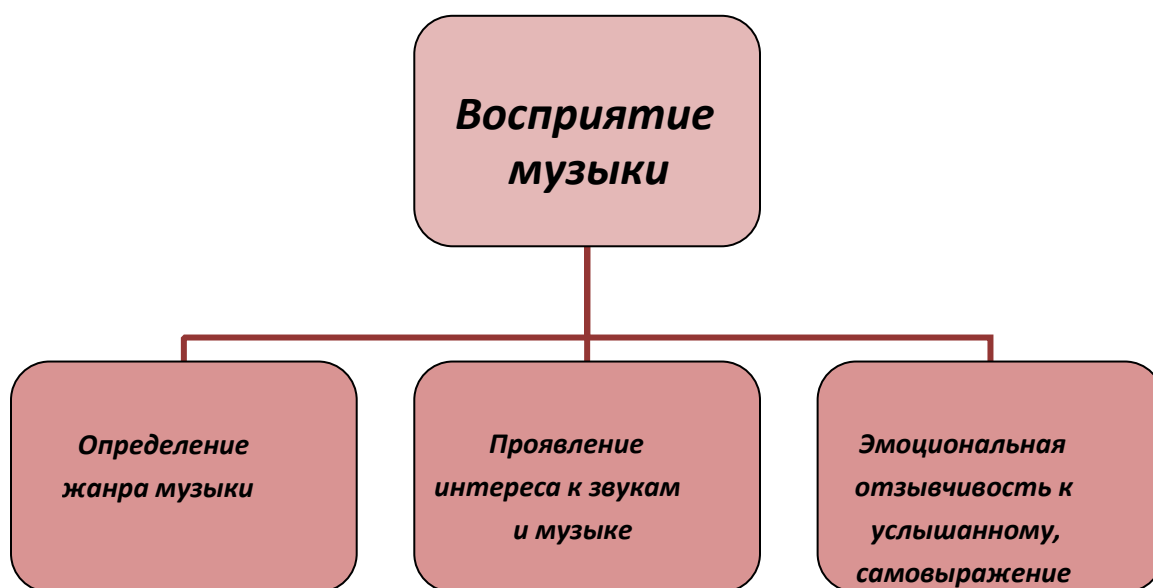 Восприятие
музыки
Определение
жанра музыки
Проявление
интереса к звукам
и музыке
Эмоциональная
отзывчивость к
услышанному,
самовыражение